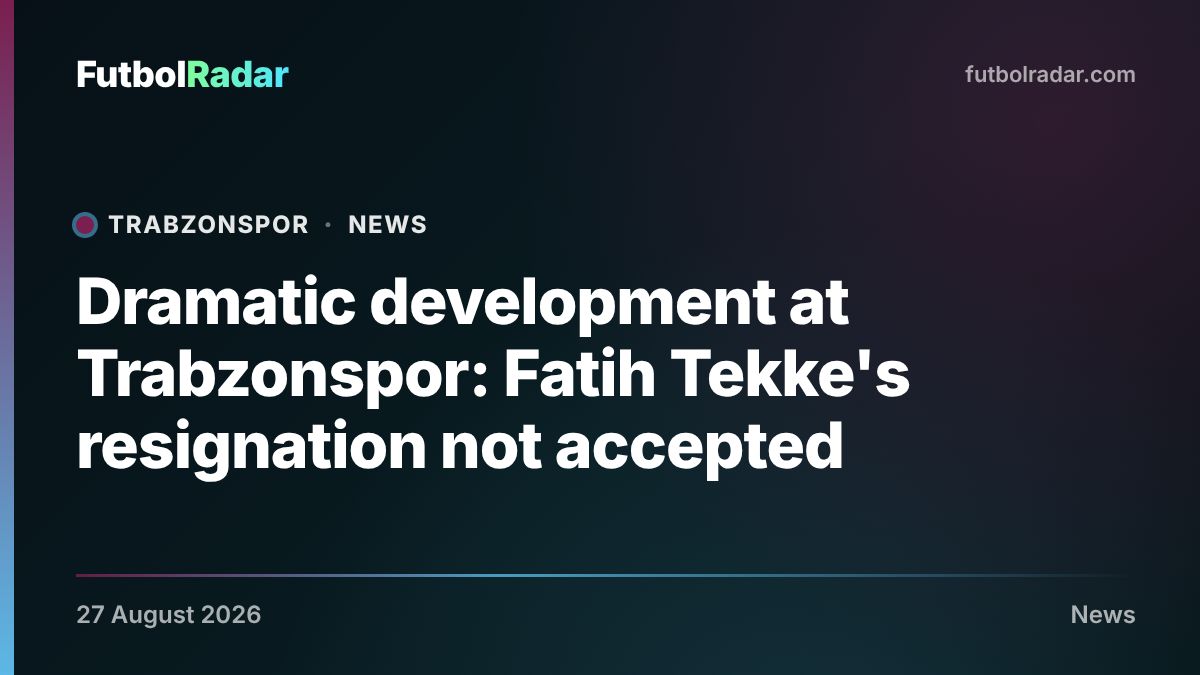 FutbolRadar
futbolradar.com
TRABZONSPOR · NEWS
Dramatic development at
Trabzonspor: Fatih Tekke's
resignation not accepted
27 August 2026
News